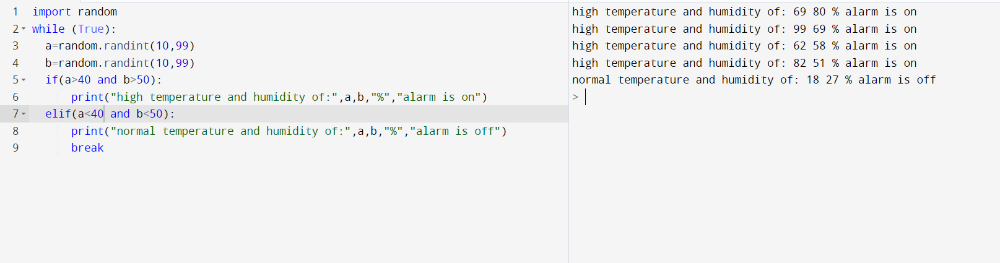 1 import random
2 while (True):
3 a=random.randint(10,99)
4 b=random.randint(10,99)
5 if(a>40 and b>50):
6 print("high temperature and humidity of:",a,b,"%","alarm is on")
7 elif(a<40 and b<50):
8 print("normal temperature and humidity of:",a,b,"%","alarm is off")
9 break
high temperature and humidity of: 69 80 % alarm is on
high temperature and humidity of: 99 69 % alarm is on
high temperature and humidity of: 62 58 % alarm is on
high temperature and humidity of: 82 51 % alarm is on
normal temperature and humidity of: 18 27 % alarm is off
>